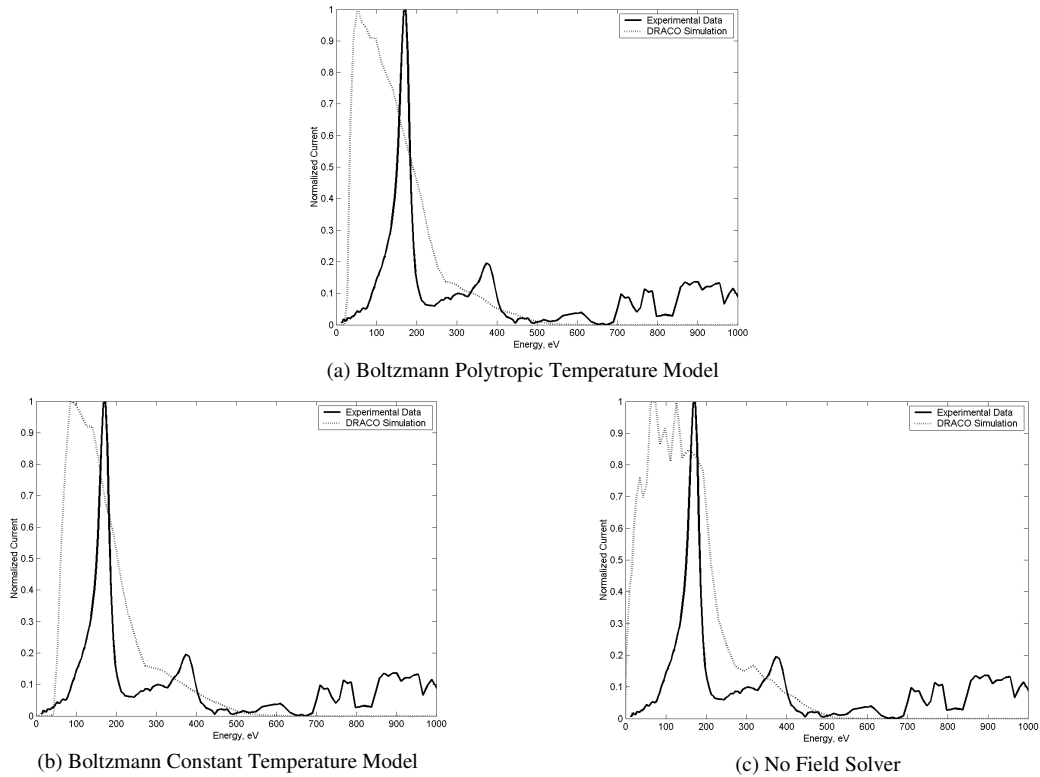 Experimental Data
DRACO Simulation
Normalized Current
1
0.9
0.8
0.7
0.6
0.5
0.4
0.3
0.2
0.1
0
0 100 200 300 400 500 600 700 800 900 1000
Energy, eV
(a) Boltzmann Polytropic Temperature Model
Experimental Data
DRACO Simulation
Normalized Current
1
0.9
0.8
0.7
0.6
0.5
0.4
0.3
0.2
0.1
0
0 100 200 300 400 500 600 700 800 900 1000
Energy, eV
(b) Boltzmann Constant Temperature Model
Experimental Data
DRACO Simulation
Normalized Current
1
0.9
0.8
0.7
0.6
0.5
0.4
0.3
0.2
0.1
0
0 100 200 300 400 500 600 700 800 900 1000
Energy, eV
(c) No Field Solver